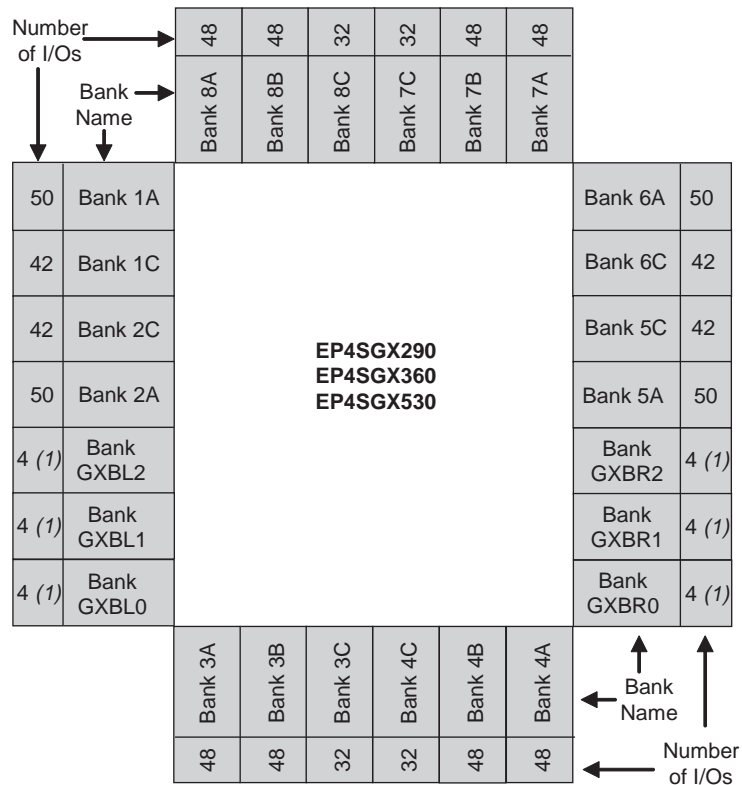 Number
of I/Os
48 48 32 32 48 48
Bank
Name
Bank 8A Bank 8B Bank 8C Bank 7C Bank 7B Bank 7A
50 Bank 1A
42 Bank 1C
42 Bank 2C
50 Bank 2A
4 (1) Bank
GXBL2
4 (1) Bank
GXBL1
4 (1) Bank
GXBL0
EP4SGX290
EP4SGX360
EP4SGX530
Bank 6A 50
Bank 6C 42
Bank 5C 42
Bank 5A 50
Bank
GXBR2 4 (1)
Bank
GXBR1 4 (1)
Bank
GXBR0 4 (1)
Bank 3A Bank 3B Bank 3C Bank 4C Bank 4B Bank 4A
48 48 32 32 48 48
Bank
Name
Number
of I/Os